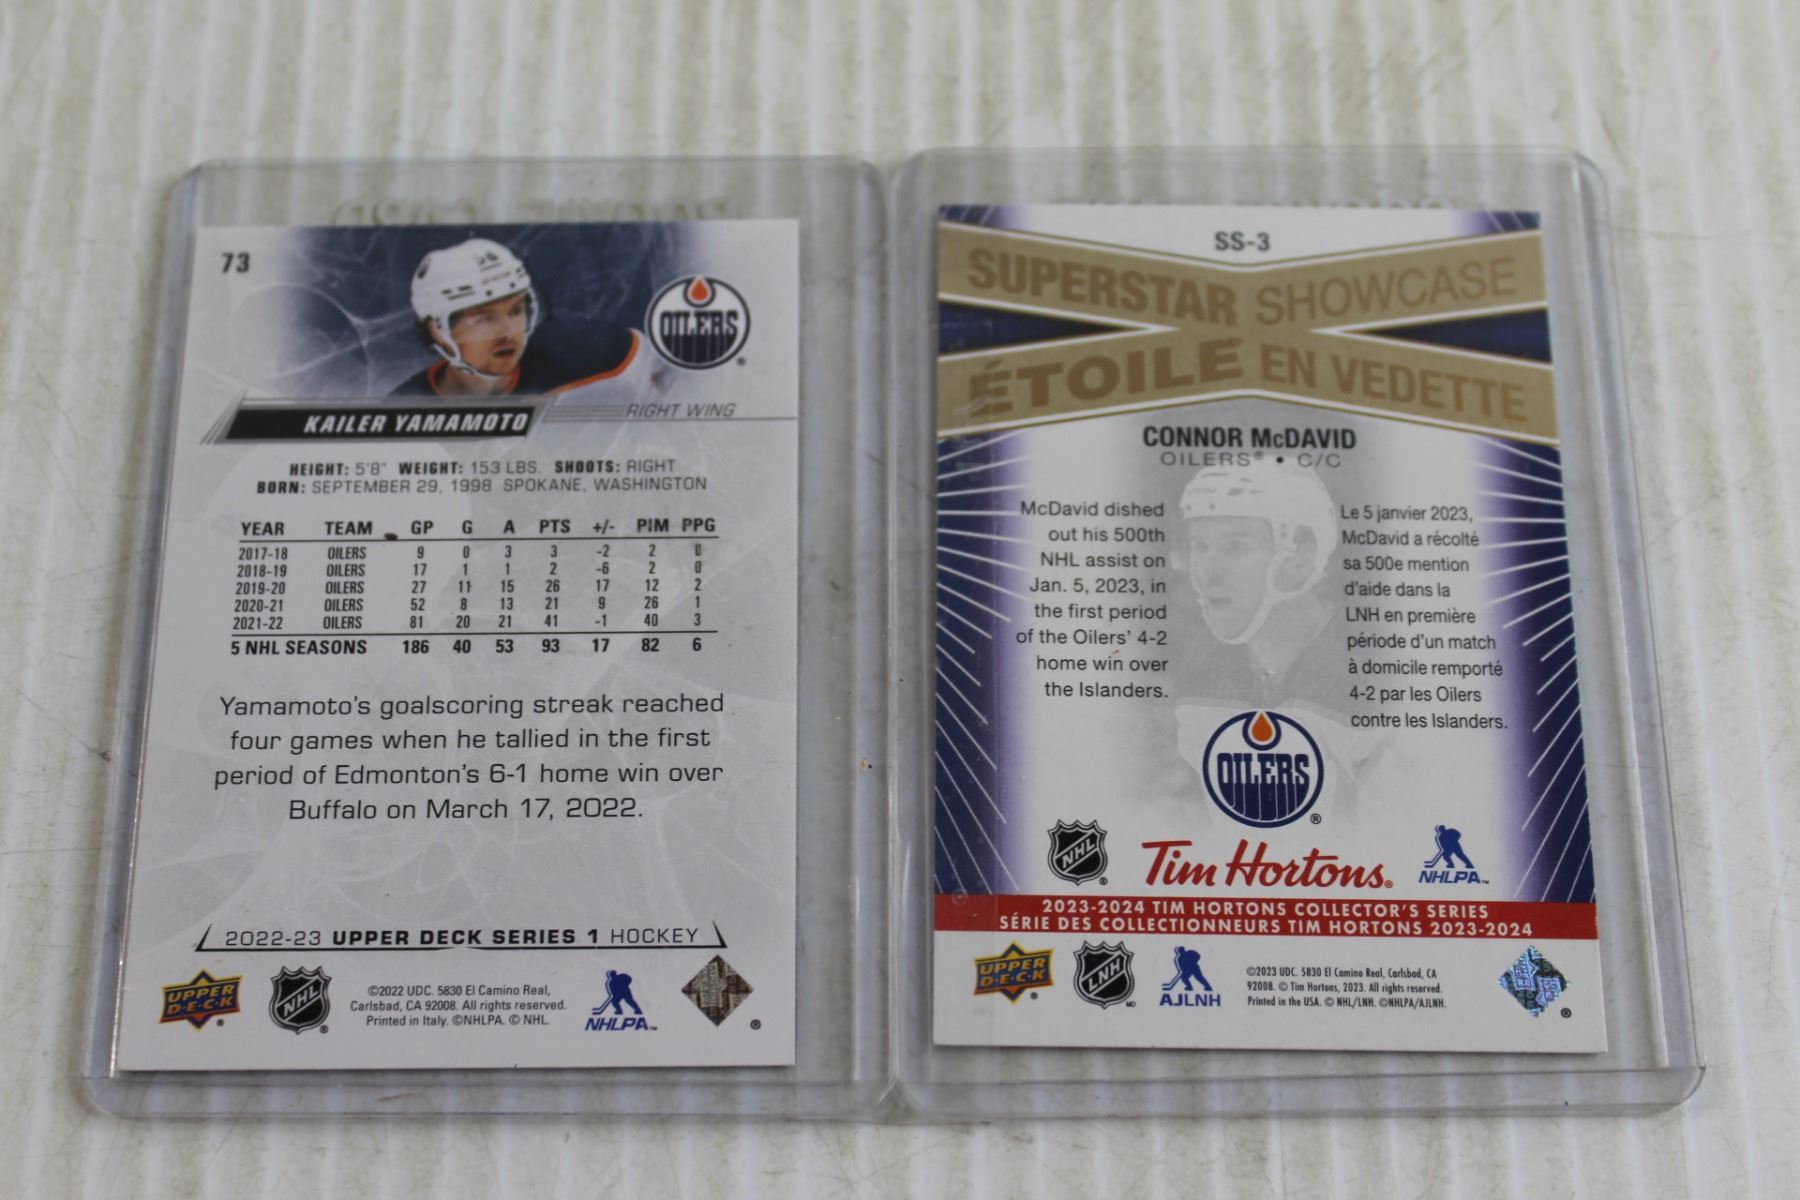 73
56
OILERS
KAILER YAMAMOTO
RIGHT WING
HEIGHT: 5'8" WEIGHT: 153 LBS. SHOOTS: RIGHT
BORN: SEPTEMBER 29, 1998 SPOKANE, WASHINGTON
YEAR TEAM GP G A PTS +/- PIM PPG
2017-18 OILERS 9 0 3 3 -2 2 0
2018-19 OILERS 17 1 1 2 -6 2 0
2019-20 OILERS 27 11 15 26 17 12 2
2020-21 OILERS 52 8 13 21 9 26 1
2021-22 OILERS 81 20 21 41 -1 40 3
5 NHL SEASONS 186 40 53 93 17 82 6
Yamamoto's goalscoring streak reached
four games when he tallied in the first
period of Edmonton's 6-1 home win over
Buffalo on March 17, 2022.
2022-23 UPPER DECK SERIES 1 HOCKEY
UPPER
D·E·C·K
NHL
©2022 UDC. 5830 El Camino Real,
Carlsbad, CA 92008. All rights reserved.
Printed in Italy. ©NHLPA. © NHL.
NHLPA™
SS-3
SUPERSTAR SHOWCASE
ÉTOILE EN VEDETTE
CONNOR McDAVID
OILERS® • C/C
McDavid dished
out his 500th
NHL assist on
Jan. 5, 2023, in
the first period
of the Oilers' 4-2
home win over
the Islanders.
Le 5 janvier 2023,
McDavid a récolté
sa 500e mention
d'aide dans la
LNH en première
période d'un match
à domicile remporté
4-2 par les Oilers
contre les Islanders.
OILERS
NHL
Tim Hortons®
NHLPA™
2023-2024 TIM HORTONS COLLECTOR'S SERIES
SÉRIE DES COLLECTIONNEURS TIM HORTONS 2023-2024
UPPER
D·E·C·K
LNH
AJLNH
©2023 UDC. 5830 El Camino Real, Carlsbad, CA
92008. © Tim Hortons, 2023. All rights reserved.
Printed in the USA. © NHL/LNH. ©NHLPA/AJLNH.